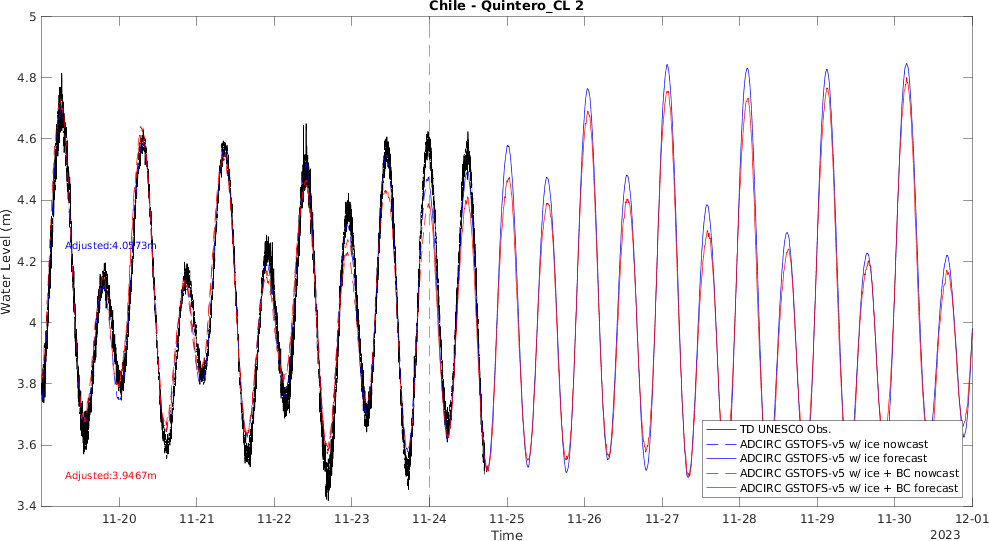 Chile - Quintero_CL 2
Water Level (m)
5
4.8
4.6
4.4
4.2
4
3.8
3.6
3.4
Adjusted:4.0573m
Adjusted:3.9467m
TD UNESCO Obs.
ADCIRC GSTOFS-v5 w/ ice nowcast
ADCIRC GSTOFS-v5 w/ ice forecast
ADCIRC GSTOFS-v5 w/ ice + BC nowcast
ADCIRC GSTOFS-v5 w/ ice + BC forecast
11-20 11-21 11-22 11-23 11-24 11-25 11-26 11-27 11-28 11-29 11-30 12-01
Time
2023